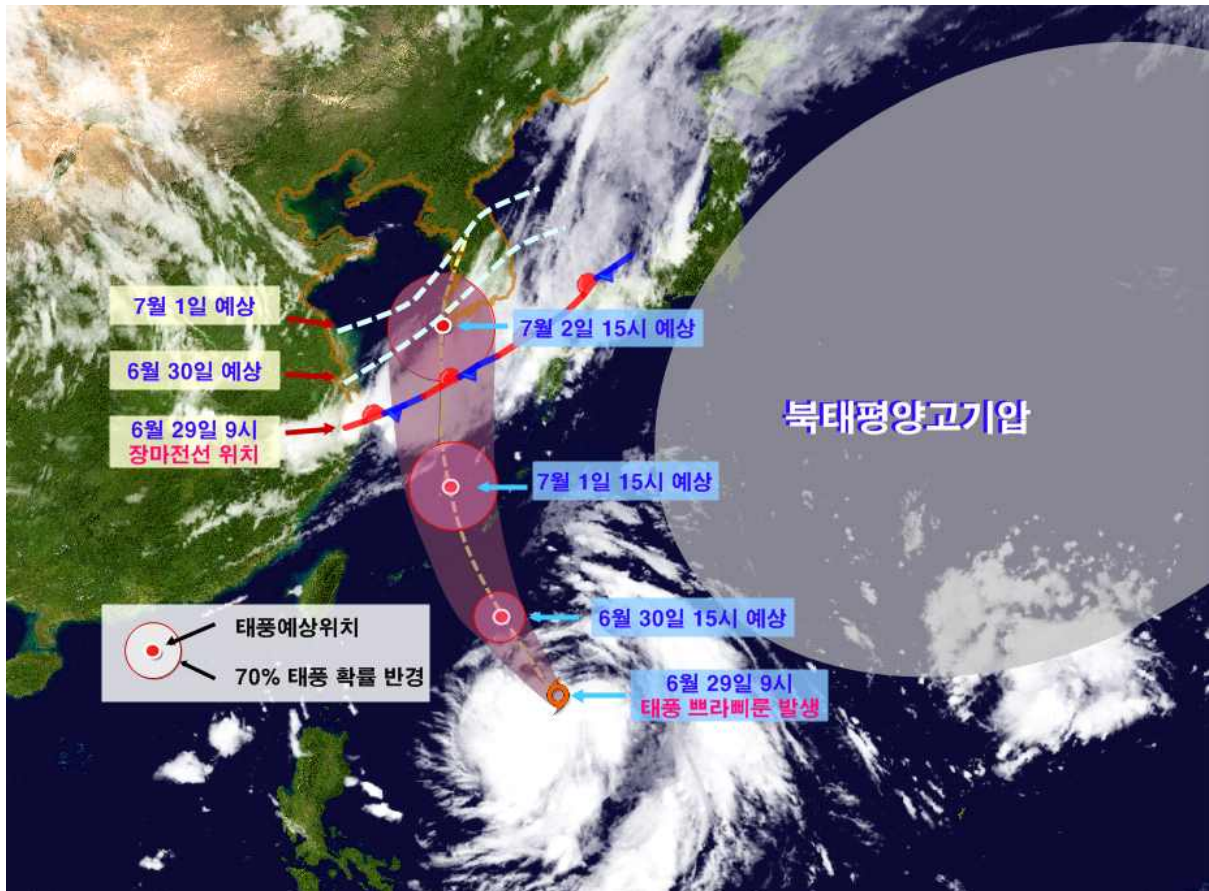 7월 1일 예상
6월 30일 예상
6월 29일 9시
장마전선 위치
7월 2일 15시 예상
북태평양고기압
7월 1일 15시 예상
6월 30일 15시 예상
6월 29일 9시
태풍 쁘라삐룬 발생
태풍예상위치
70% 태풍 확률 반경